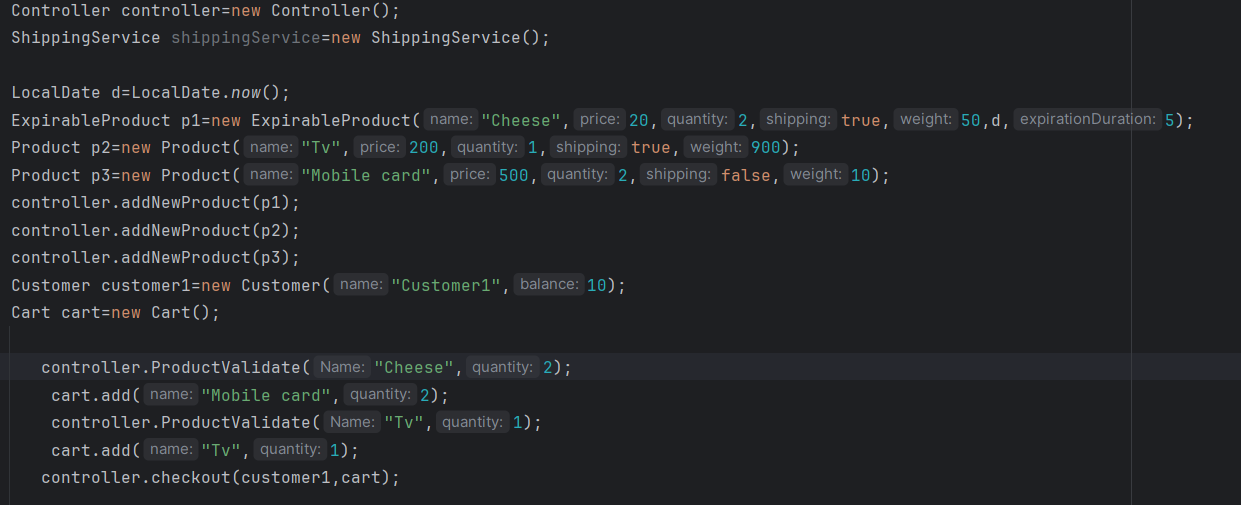 Controller controller=new Controller();
ShippingService shippingService=new ShippingService();
LocalDate d=LocalDate.now();
ExpirableProduct p1=new ExpirableProduct( name: "Cheese", price: 20, quantity: 2, shipping: true, weight: 50,d, expirationDuration: 5);
Product p2=new Product( name: "Tv", price: 200, quantity: 1, shipping: true, weight: 900);
Product p3=new Product( name: "Mobile card", price: 500, quantity: 2, shipping: false, weight: 10);
controller.addNewProduct(p1);
controller.addNewProduct(p2);
controller.addNewProduct(p3);
Customer customer1=new Customer( name: "Customer1", balance: 10);
Cart cart=new Cart();
controller.ProductValidate( Name: "Cheese", quantity: 2);
cart.add( name: "Mobile card", quantity: 2);
controller.ProductValidate( Name: "Tv", quantity: 1);
cart.add( name: "Tv", quantity: 1);
controller.checkout(customer1,cart);